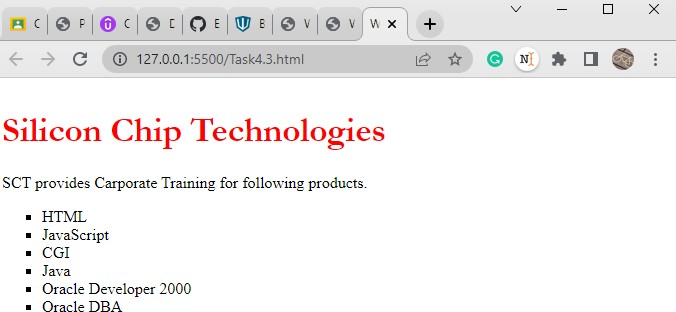 C P C D E B V V W
127.0.0.1:5500/Task4.3.html
Silicon Chip Technologies
SCT provides Carporate Training for following products.
HTML
JavaScript
CGI
Java
Oracle Developer 2000
Oracle DBA